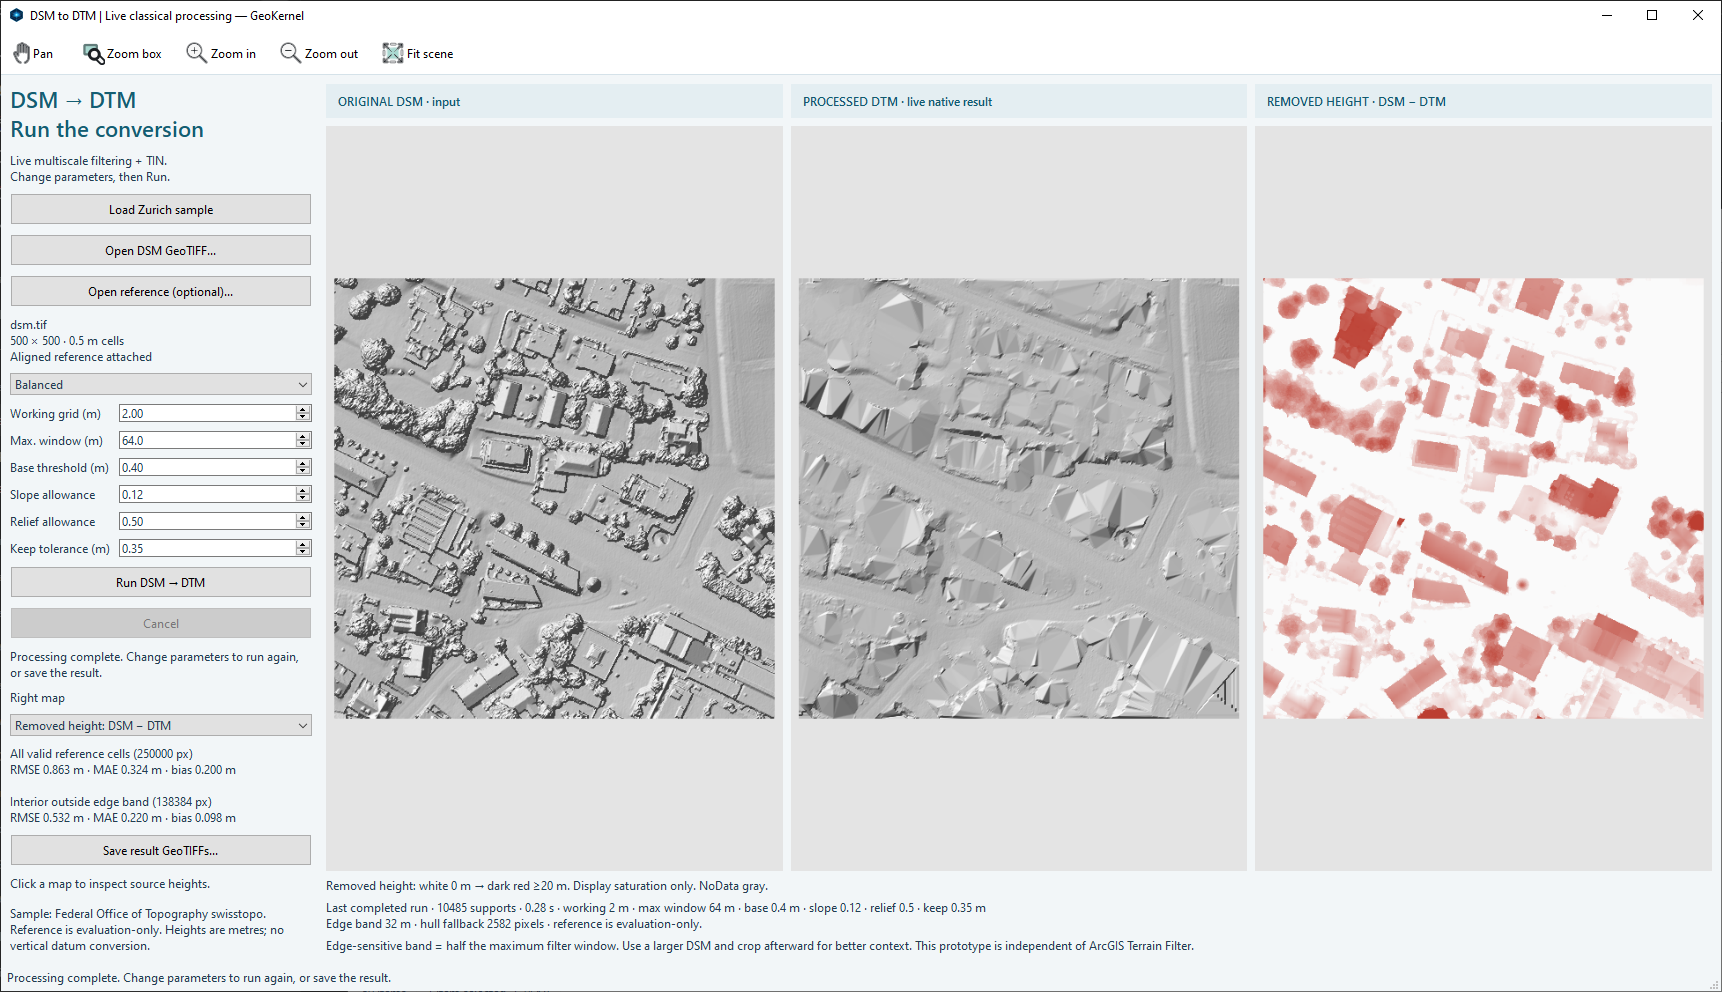 DSM to DTM | Live classical processing — GeoKernel
Pan
Zoom box
Zoom in
Zoom out
Fit scene
DSM → DTM
Run the conversion
Live multiscale filtering + TIN.
Change parameters, then Run.
Load Zurich sample
Open DSM GeoTIFF...
Open reference (optional)...
dsm.tif
500 × 500 · 0.5 m cells
Aligned reference attached
Balanced
Working grid (m) 2.00
Max. window (m) 64.0
Base threshold (m) 0.40
Slope allowance 0.12
Relief allowance 0.50
Keep tolerance (m) 0.35
Run DSM → DTM
Cancel
Processing complete. Change parameters to run again,
or save the result.
Right map
Removed height: DSM − DTM
All valid reference cells (250000 px)
RMSE 0.863 m · MAE 0.324 m · bias 0.200 m
Interior outside edge band (138384 px)
RMSE 0.532 m · MAE 0.220 m · bias 0.098 m
Save result GeoTIFFs...
Click a map to inspect source heights.
Sample: Federal Office of Topography swisstopo.
Reference is evaluation-only. Heights are metres; no
vertical datum conversion.
ORIGINAL DSM · input
PROCESSED DTM · live native result
REMOVED HEIGHT · DSM − DTM
Removed height: white 0 m → dark red ≥20 m. Display saturation only. NoData gray.
Last completed run · 10485 supports · 0.28 s · working 2 m · max window 64 m · base 0.4 m · slope 0.12 · relief 0.5 · keep 0.35 m
Edge band 32 m · hull fallback 2582 pixels · reference is evaluation-only.
Edge-sensitive band = half the maximum filter window. Use a larger DSM and crop afterward for better context. This prototype is independent of ArcGIS Terrain Filter.
Processing complete. Change parameters to run again, or save the result.